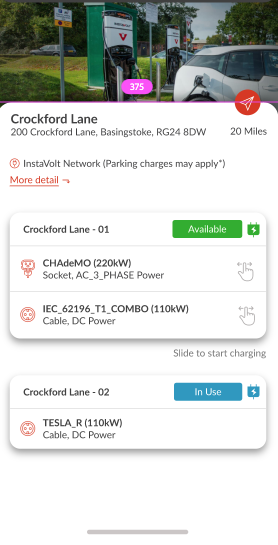 375
Crockford Lane
200 Crockford Lane, Basingstoke, RG24 8DW
20 Miles
InstaVolt Network (Parking charges may apply*)
More detail
Crockford Lane - 01
Available
CHAdeMO (220kW)
Socket, AC_3_PHASE Power
IEC_62196_T1_COMBO (110kW)
Cable, DC Power
Slide to start charging
Crockford Lane - 02
In Use
TESLA_R (110kW)
Cable, DC Power